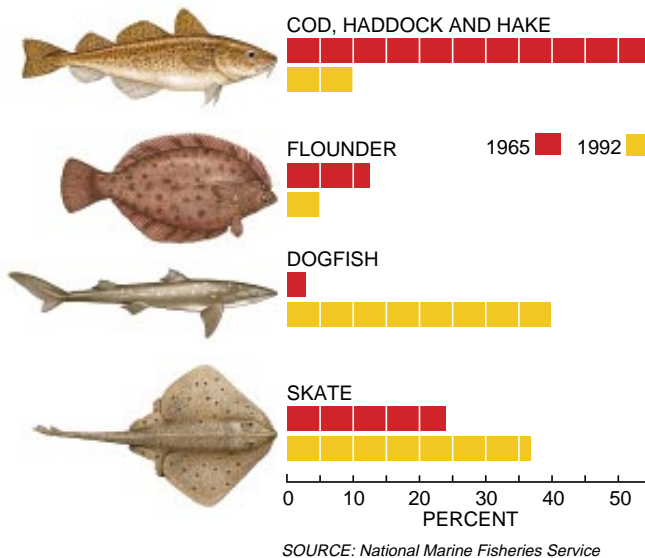 COD, HADDOCK AND HAKE
FLOUNDER
1965 1992
DOGFISH
SKATE
0 10 20 30 40 50
PERCENT
SOURCE: National Marine Fisheries Service